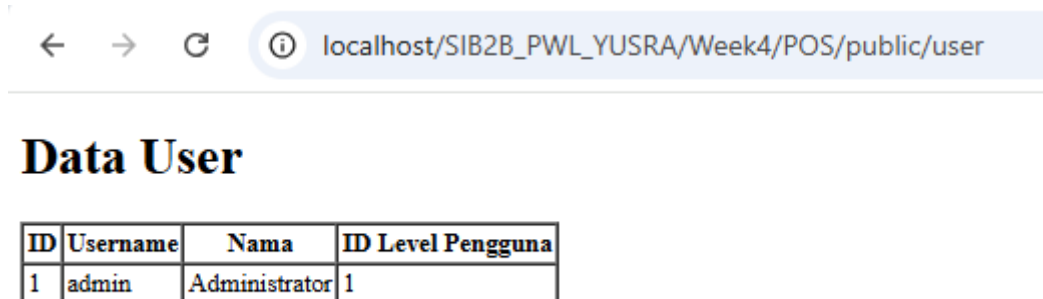 localhost/SIB2B_PWL_YUSRA/Week4/POS/public/user
Data User
ID Username Nama ID Level Pengguna
1 admin Administrator 1